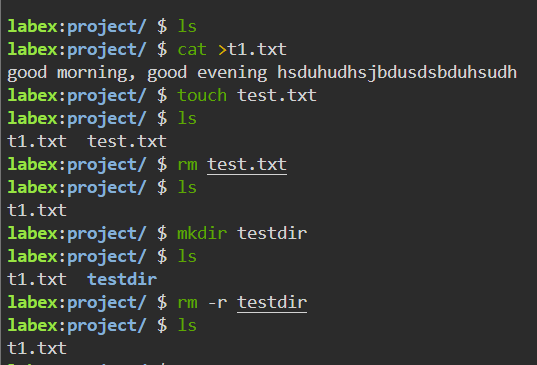 labex:project/ $ ls
labex:project/ $ cat >t1.txt
good morning, good evening hsduhudhsjbdusdsbduhsudh
labex:project/ $ touch test.txt
labex:project/ $ ls
t1.txt  test.txt
labex:project/ $ rm test.txt
labex:project/ $ ls
t1.txt
labex:project/ $ mkdir testdir
labex:project/ $ ls
t1.txt  testdir
labex:project/ $ rm -r testdir
labex:project/ $ ls
t1.txt